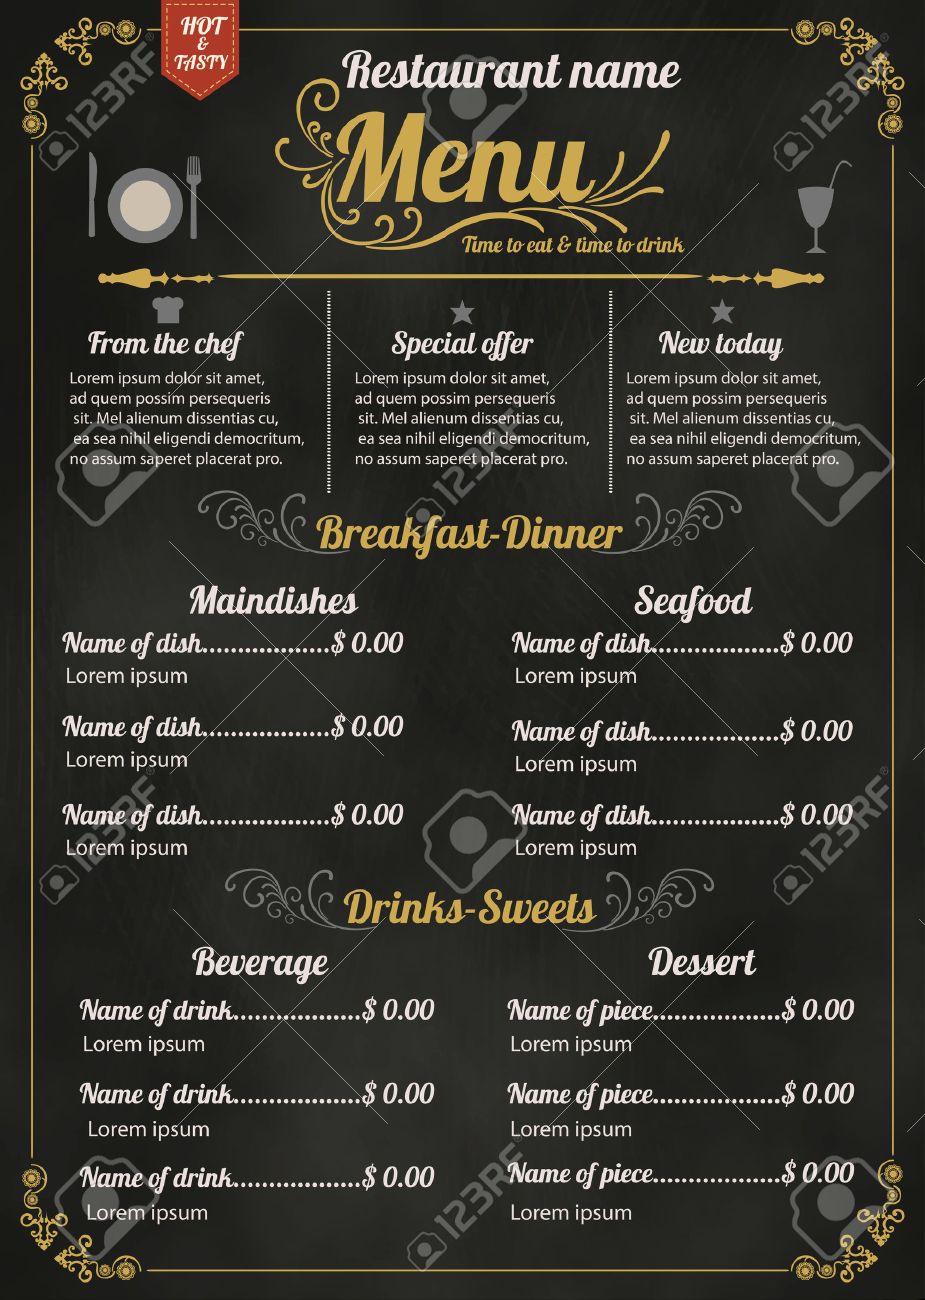 HOT
&
TASTY
Restaurant name
Menu
Time to eat & time to drink
From the chef
Lorem ipsum dolor sit amet,
ad quem possim persequeris
sit. Mel alienum dissentias cu,
ea sea nihil eligendi democritum,
no assum saperet placerat pro.
Special offer
Lorem ipsum dolor sit amet,
ad quem possim persequeris
sit. Mel alienum dissentias cu,
ea sea nihil eligendi democritum,
no assum saperet placerat pro.
New today
Lorem ipsum dolor sit amet,
ad quem possim persequeris
sit. Mel alienum dissentias cu,
ea sea nihil eligendi democritum,
no assum saperet placerat pro.
Breakfast-Dinner
Maindishes
Name of dish..................$ 0.00
Lorem ipsum
Name of dish..................$ 0.00
Lorem ipsum
Name of dish..................$ 0.00
Lorem ipsum
Seafood
Name of dish..................$ 0.00
Lorem ipsum
Name of dish..................$ 0.00
Lorem ipsum
Name of dish..................$ 0.00
Lorem ipsum
Drinks-Sweets
Beverage
Name of drink..................$ 0.00
Lorem ipsum
Name of drink..................$ 0.00
Lorem ipsum
Name of drink..................$ 0.00
Lorem ipsum
Dessert
Name of piece..................$ 0.00
Lorem ipsum
Name of piece..................$ 0.00
Lorem ipsum
Name of piece..................$ 0.00
Lorem ipsum
123RF
123RF
123RF
123RF
123RF
123RF